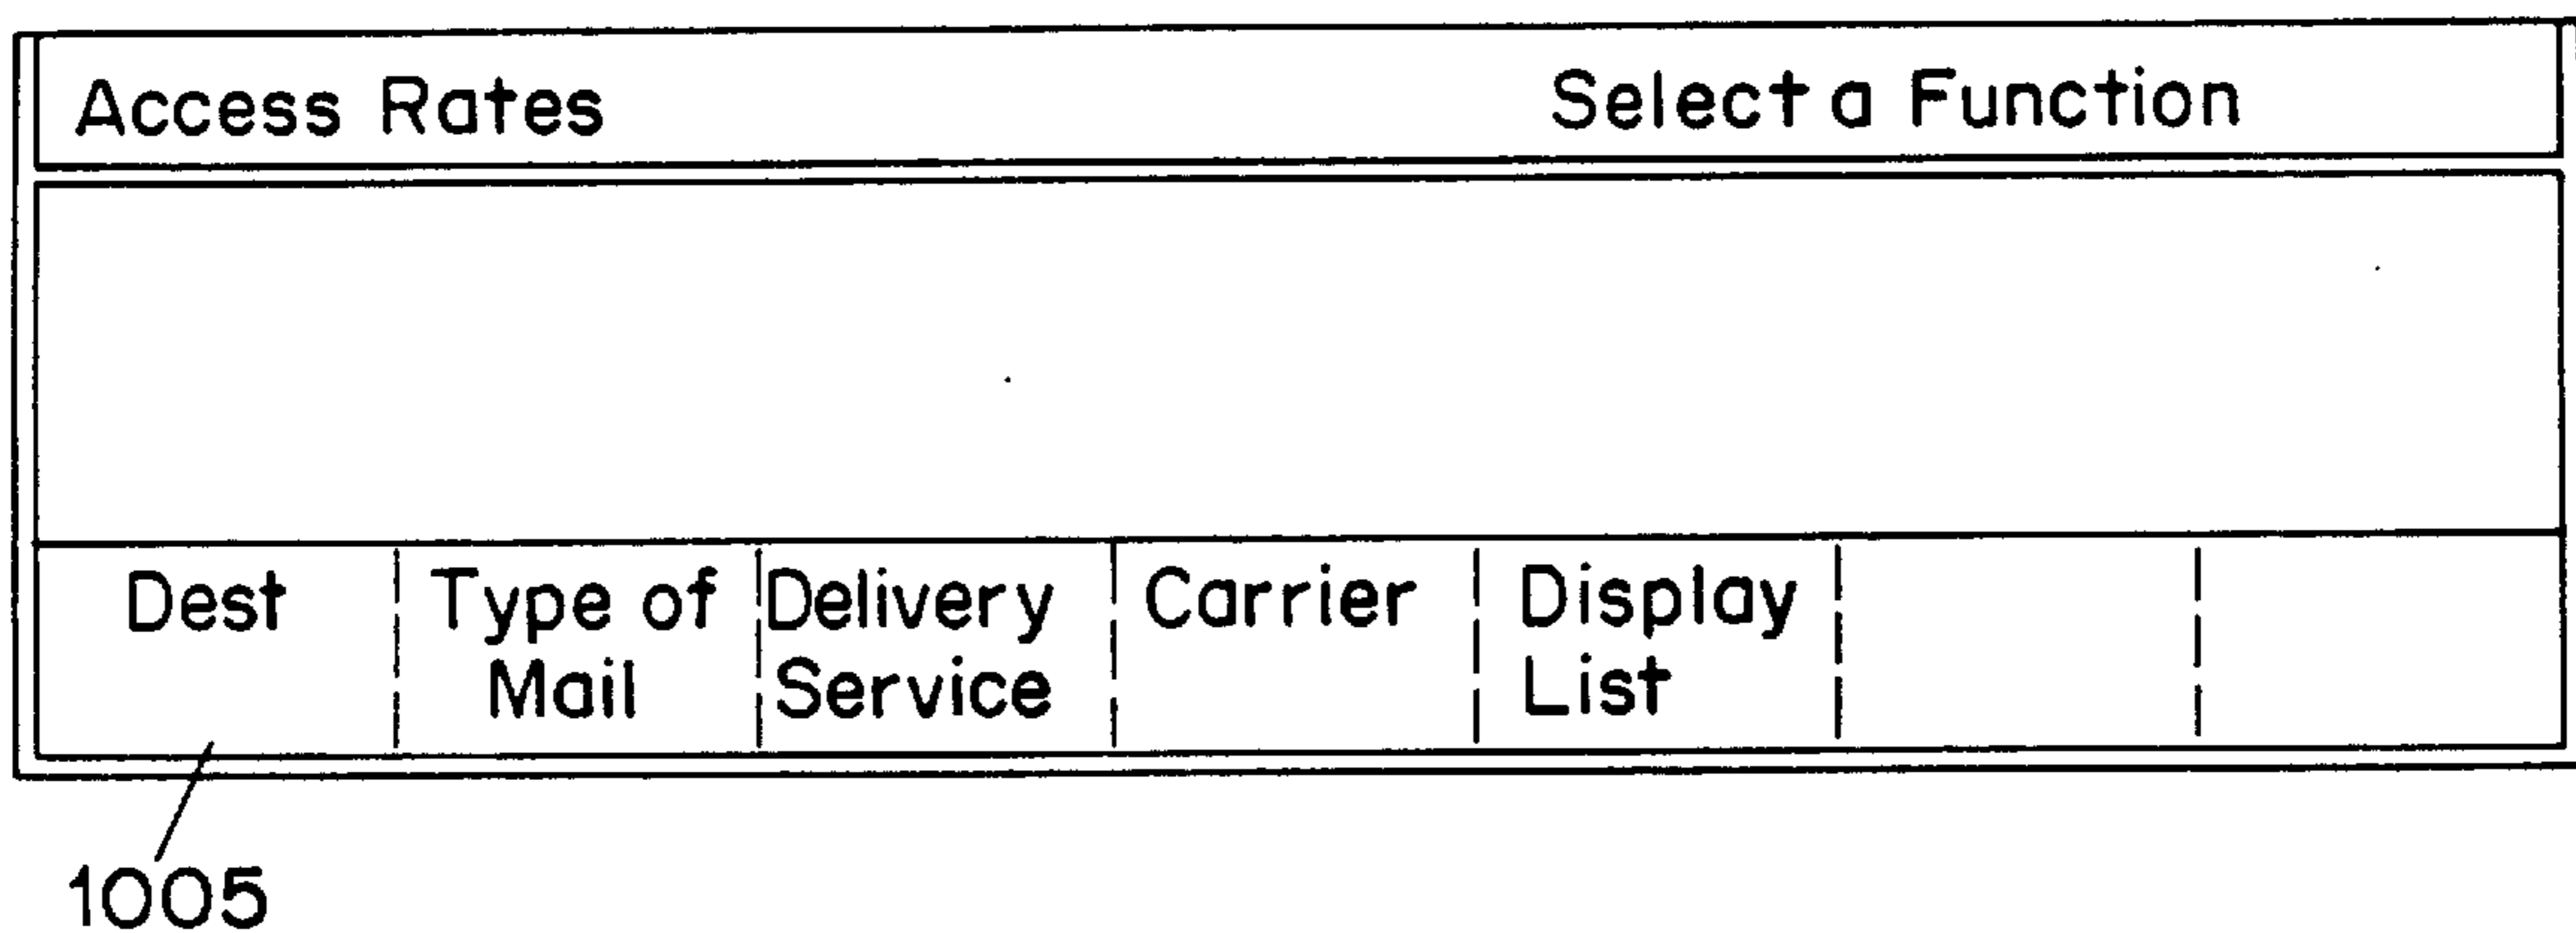 Access Rates
Select a Function
Dest
Type of
Mail
Delivery
Service
Carrier
Display
List
1005